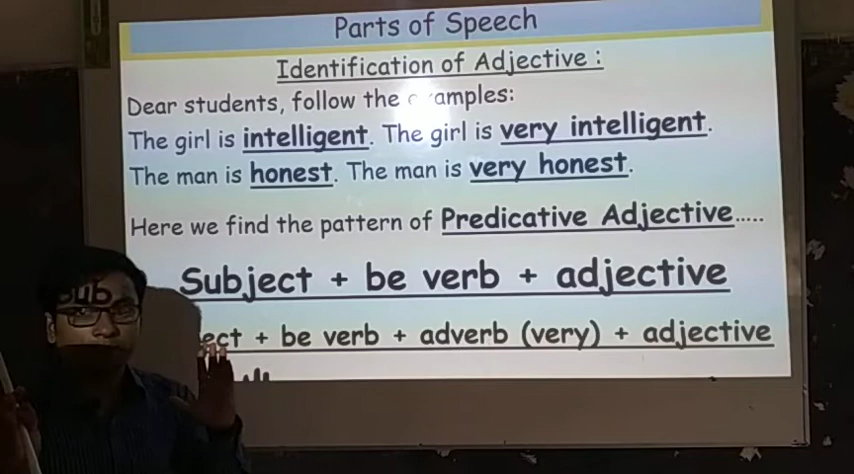 Parts of Speech
Identification of Adjective :
Dear students, follow the amples:
The girl is intelligent. The girl is very intelligent.
The man is honest. The man is very honest.
Here we find the pattern of Predicative Adjective.....
Subject + be verb + adjective
Subject + be verb + adverb (very) + adjective